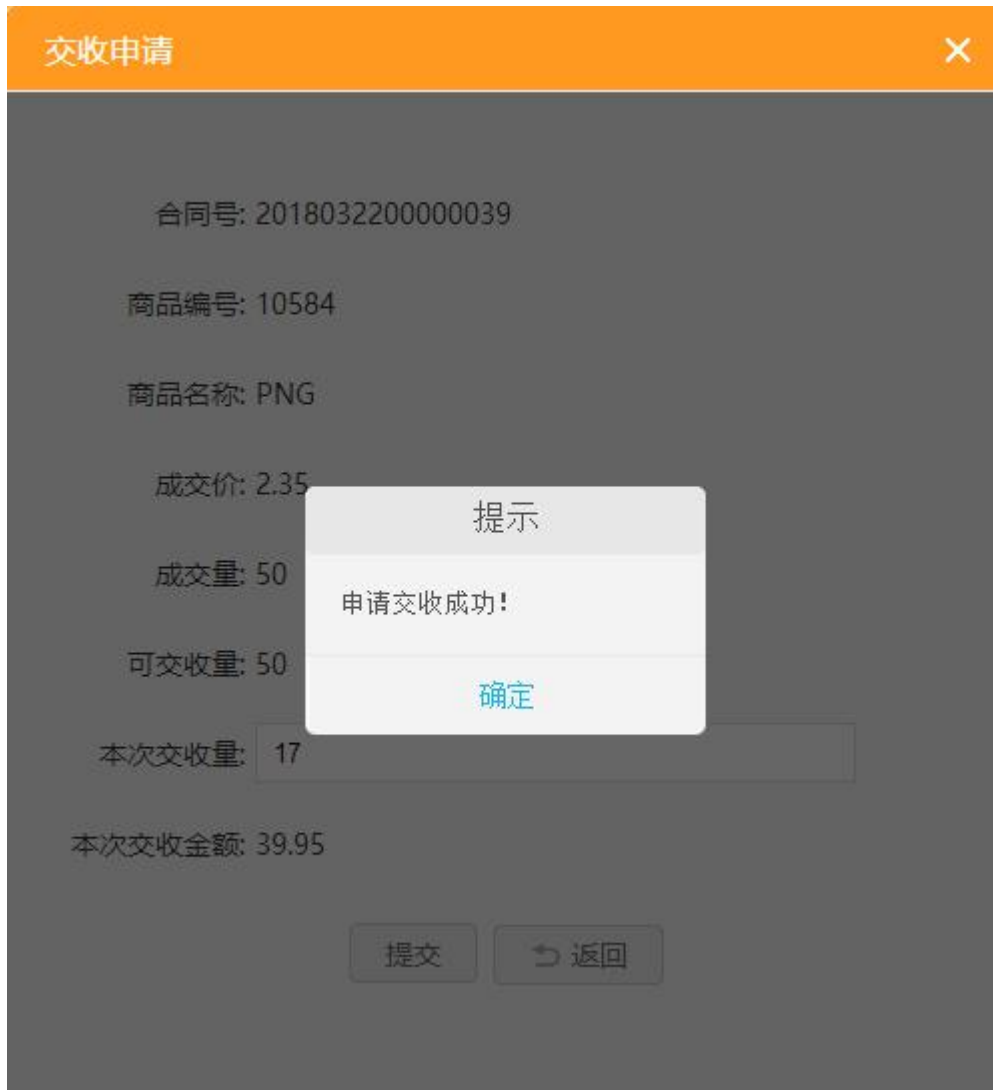 交收申请
合同号: 2018032200000039
商品编号: 10584
商品名称: PNG
成交价: 2.35
提示
成交量: 50
申请交收成功!
可交收量: 50
确定
本次交收量: 17
本次交收金额: 39.95
提交 返回